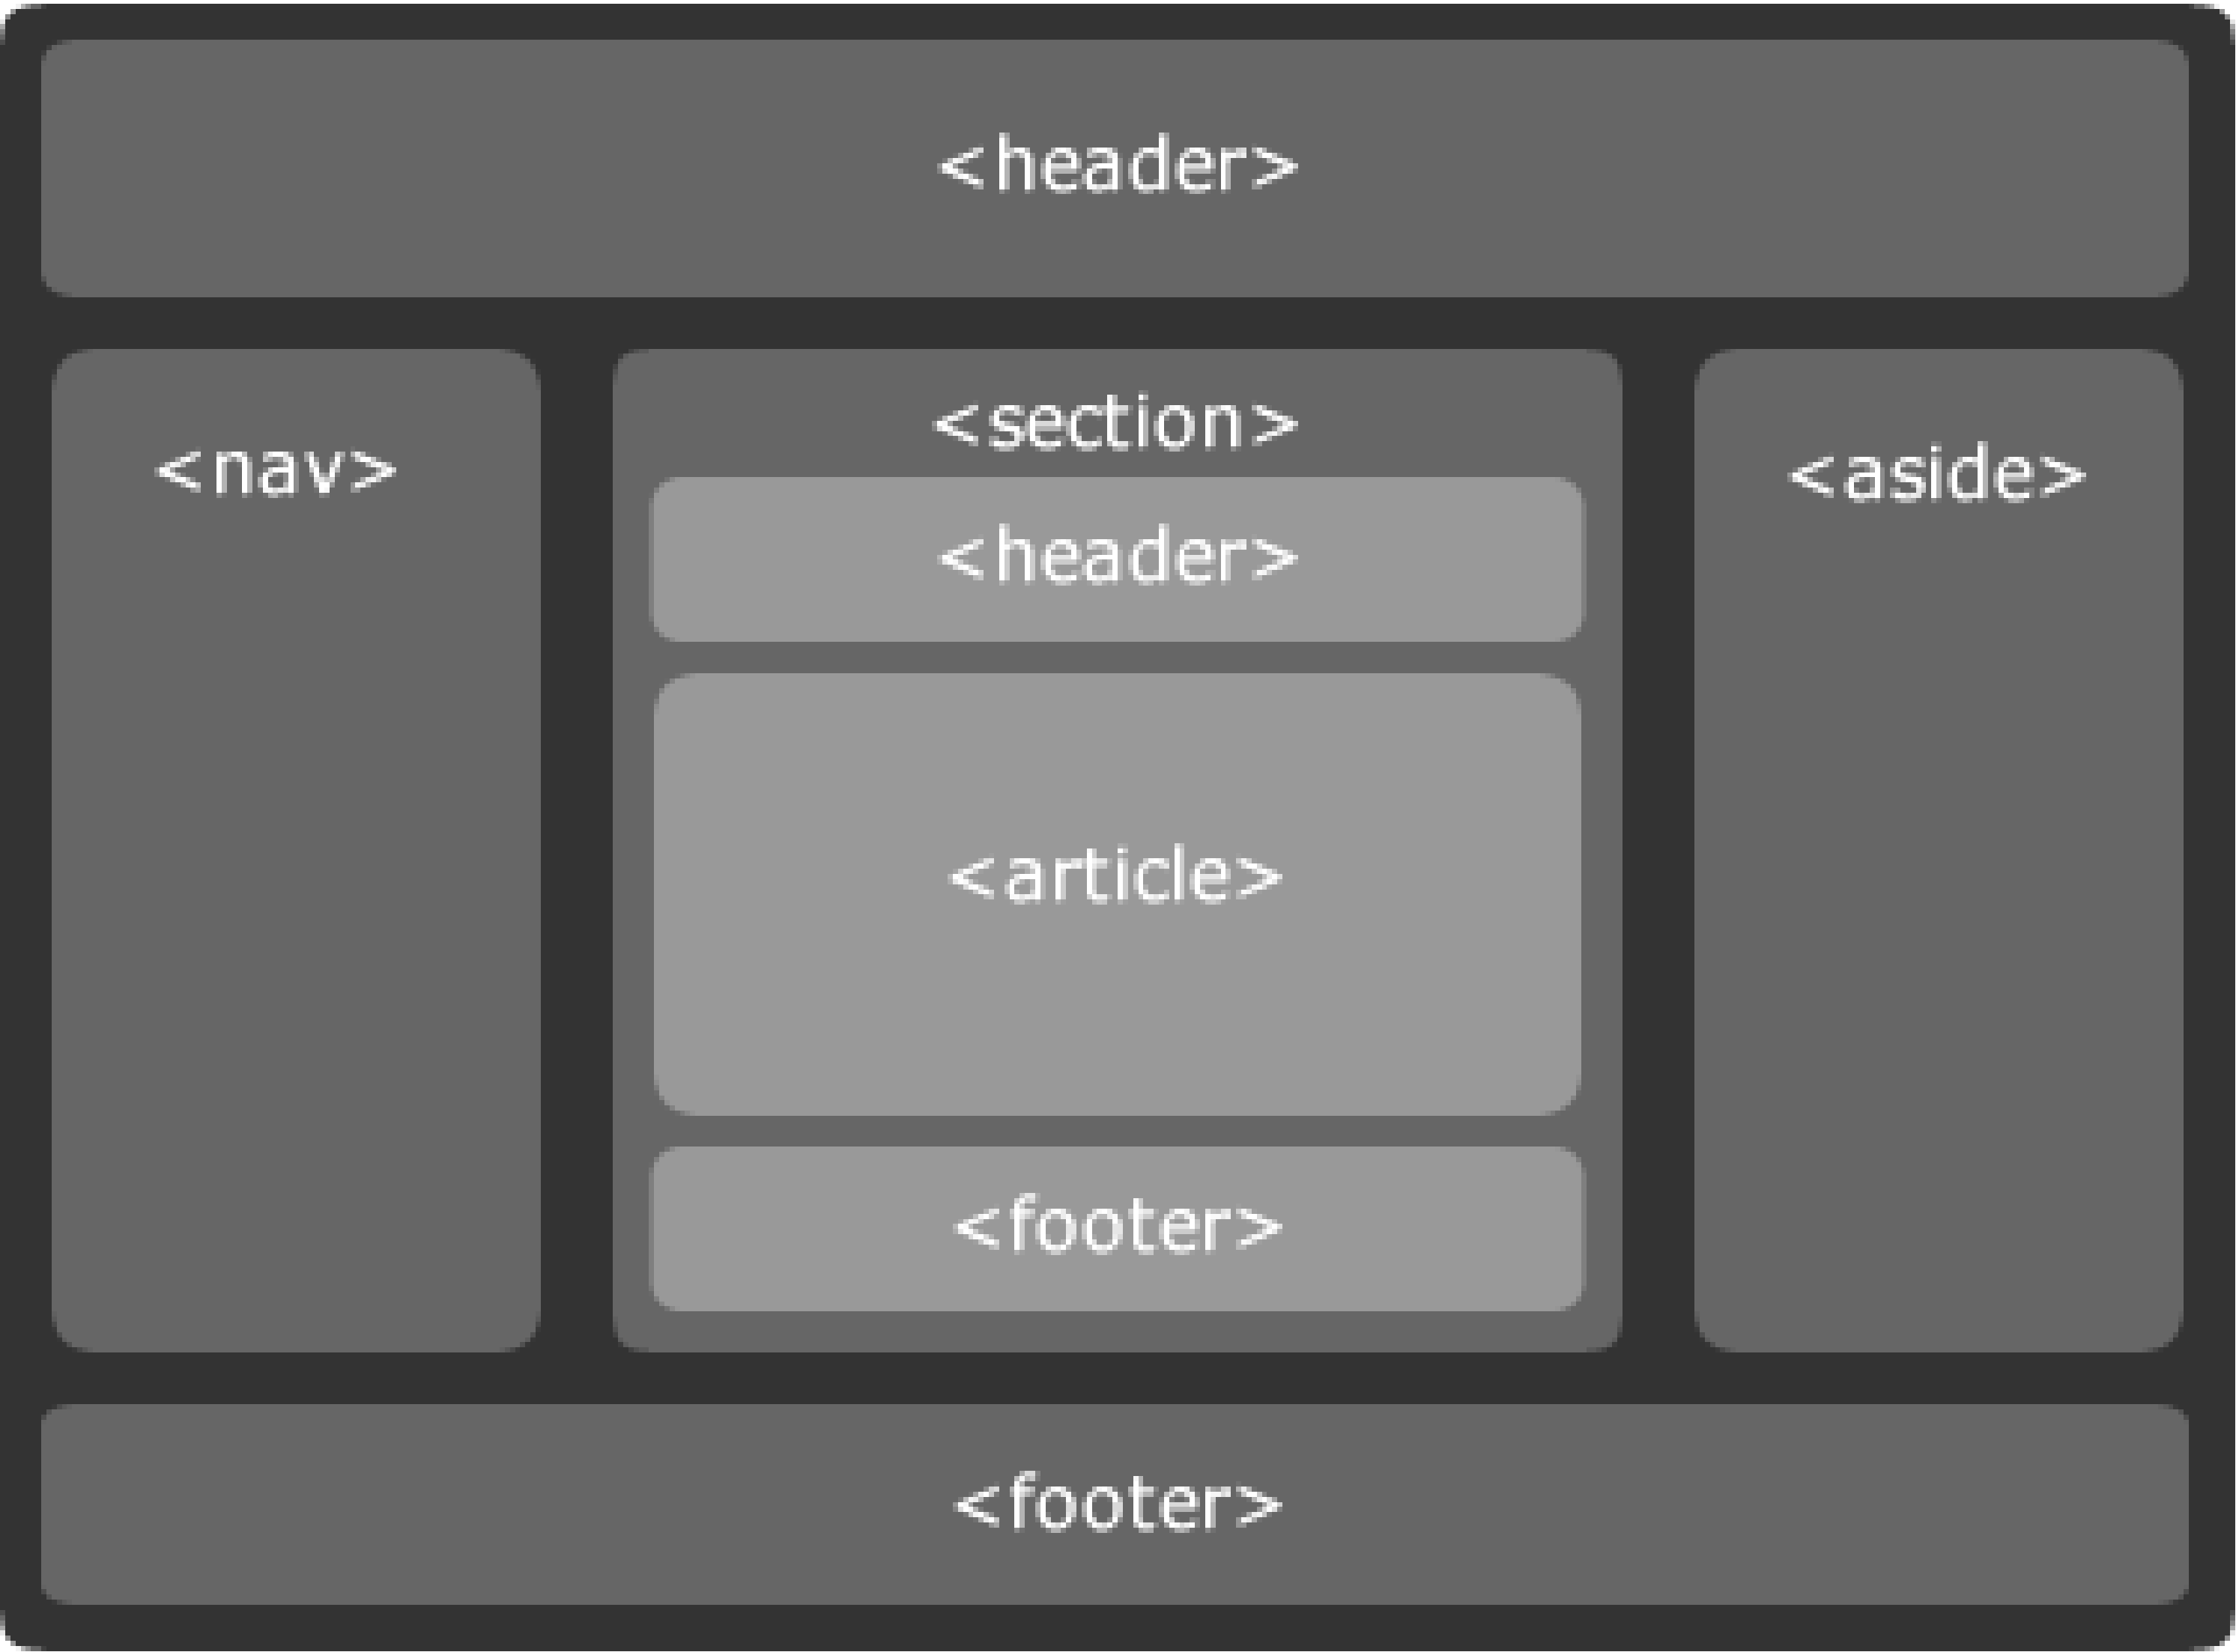 <header>
<nav>
<section>
<header>
<article>
<footer>
<aside>
<footer>